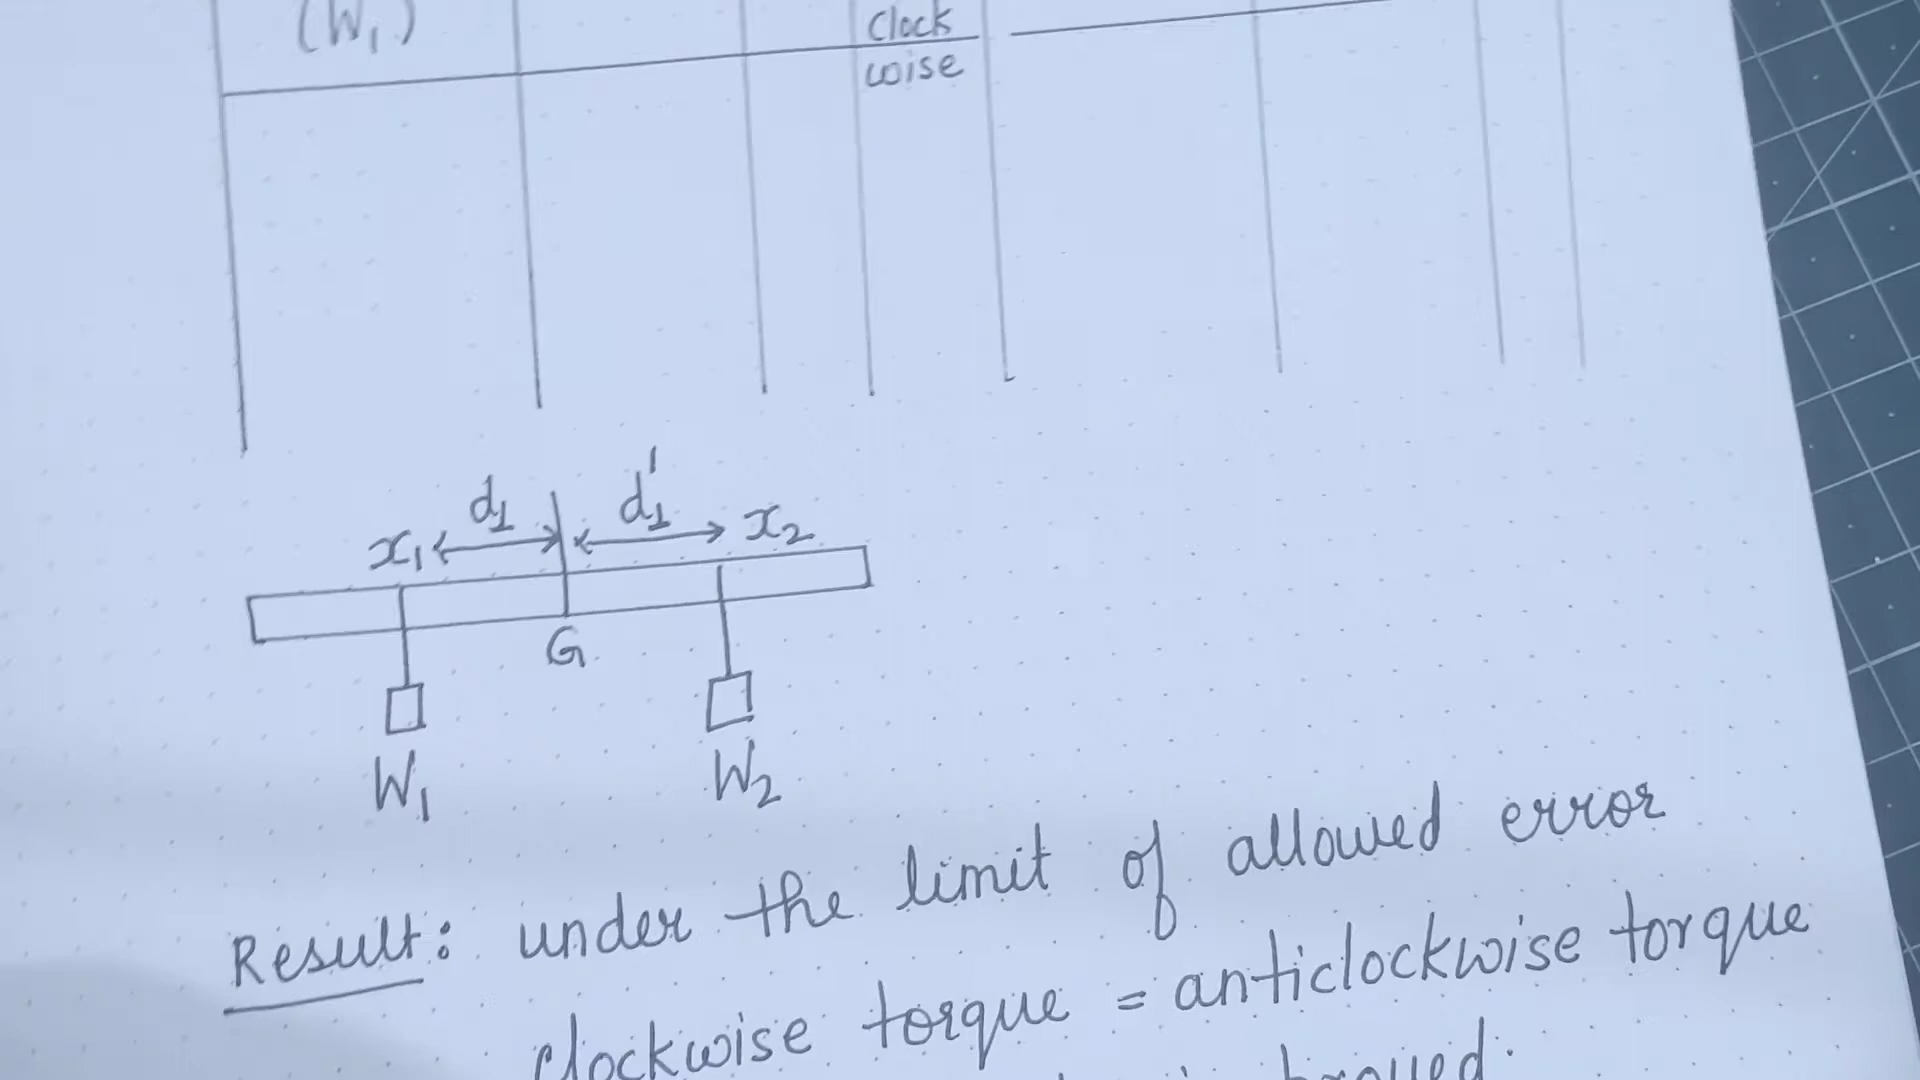 (W₁)
Clock
wise
d₁ d₁'
x₁ x₂
G
W₁ W₂
Result: under the limit of allowed error
clockwise torque = anticlockwise torque